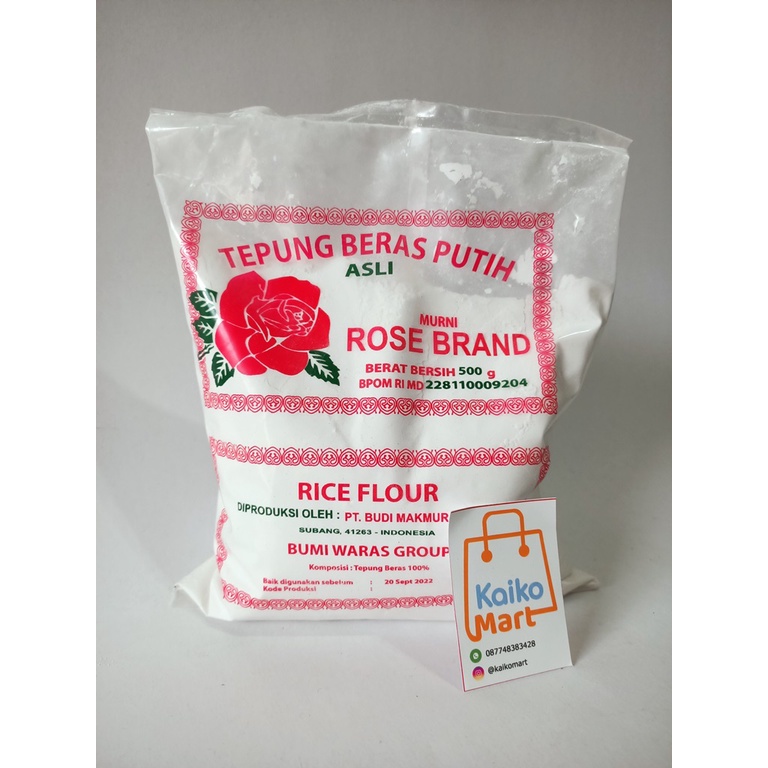 TEPUNG BERAS PUTIH
ASLI
MURNI
ROSE BRAND
BERAT BERSIH 500 g
BPOM RI MD 228110009204
RICE FLOUR
DIPRODUKSI OLEH : PT. BUDI MAKMUR
SUBANG, 41263 - INDONESIA
BUMI WARAS GROUP
Komposisi : Tepung Beras 100%
Baik digunakan sebelum : 20 Sept 2022
Kode Produksi :
Kaiko
Mart
087748383428
@kaikomart